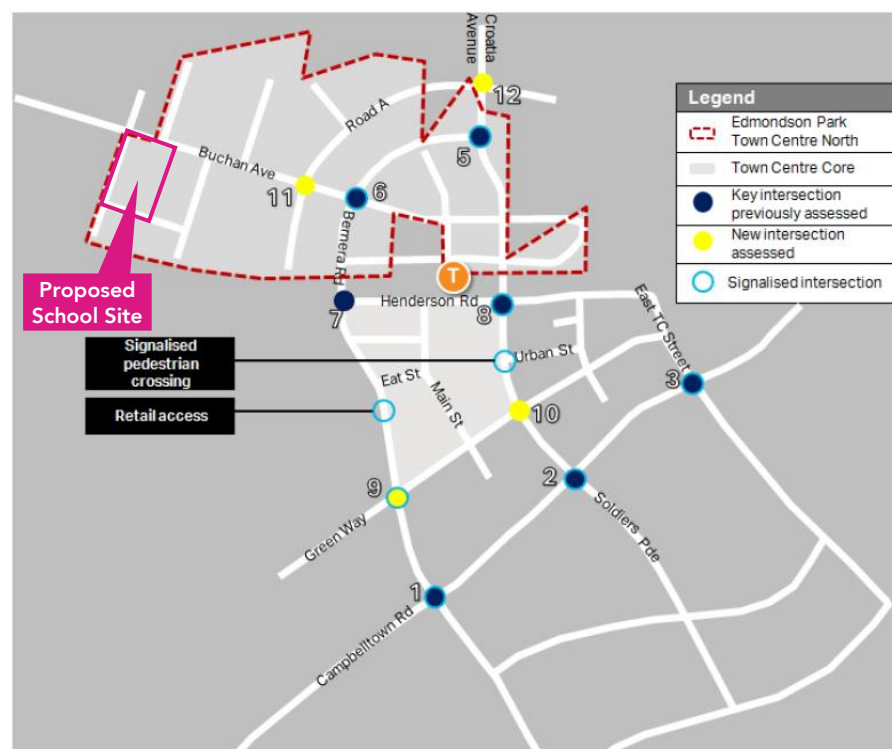 Croatia
Avenue
12
Road A
5
Buchan Ave
11
6
Bernera Rd
T
Proposed
School Site
7
Henderson Rd
8
East TC Street
Signalised
pedestrian
crossing
Urban St
Eat St
3
Main St
Retail access
10
9
2
Green Way
Soldiers Pde
1
Campbelltown Rd
Legend
Edmondson Park
Town Centre North
Town Centre Core
Key intersection
previously assessed
New intersection
assessed
Signalised intersection